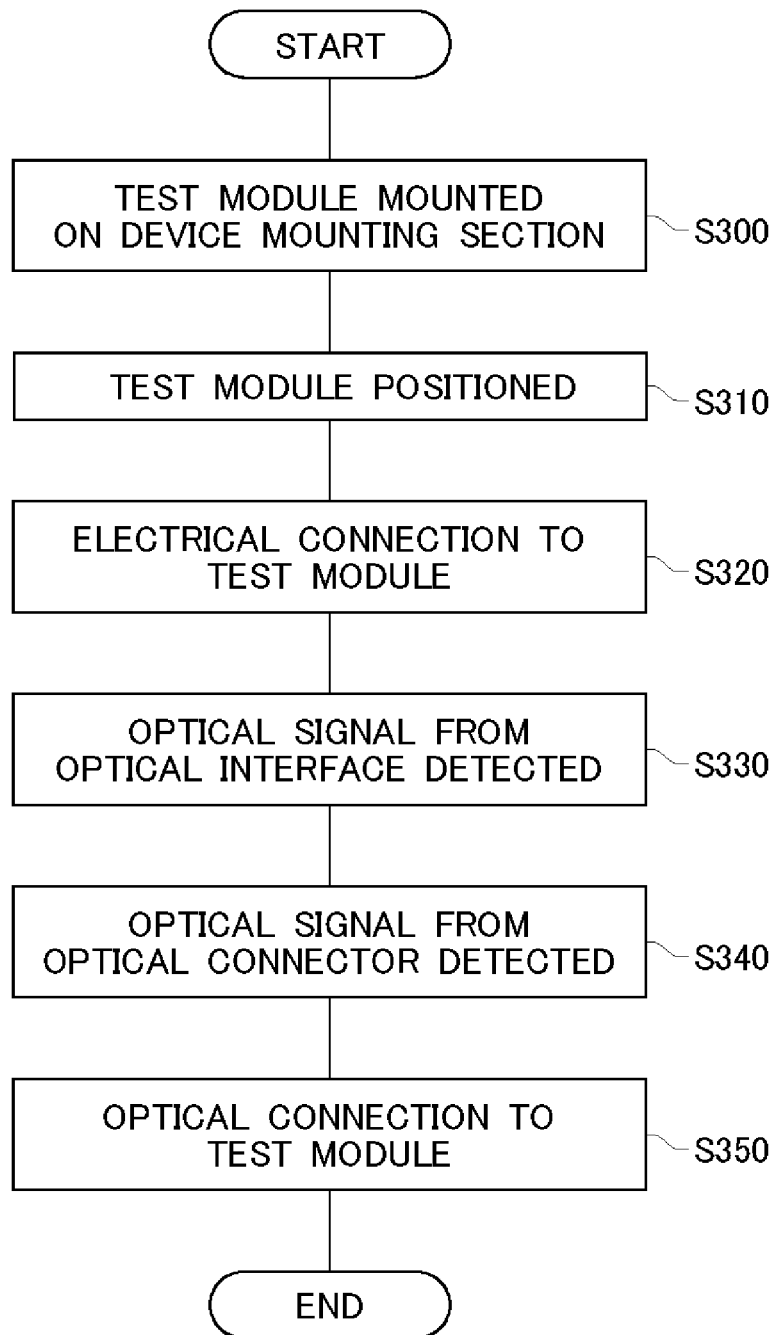 START
TEST MODULE MOUNTED
ON DEVICE MOUNTING SECTION
S300
TEST MODULE POSITIONED
S310
ELECTRICAL CONNECTION TO
TEST MODULE
S320
OPTICAL SIGNAL FROM
OPTICAL INTERFACE DETECTED
S330
OPTICAL SIGNAL FROM
OPTICAL CONNECTOR DETECTED
S340
OPTICAL CONNECTION TO
TEST MODULE
S350
END